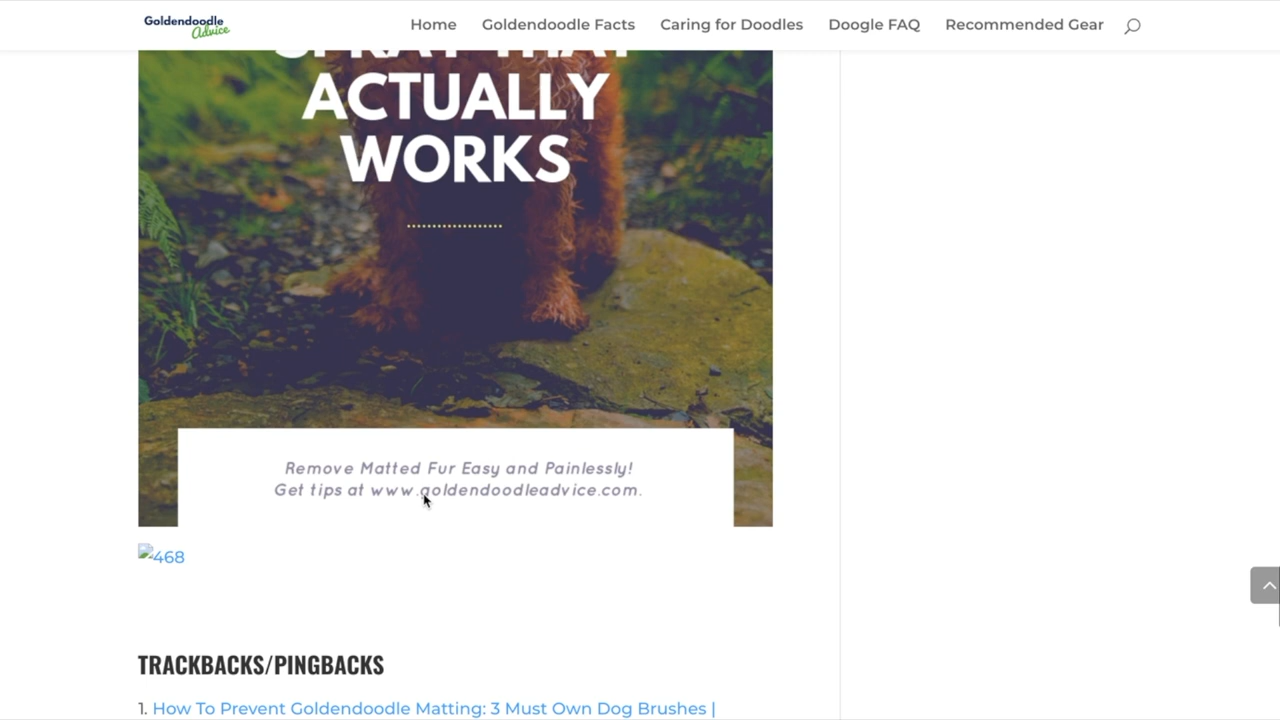 Goldendoodle
Advice
Home Goldendoodle Facts Caring for Doodles Doogle FAQ Recommended Gear
SPRAY THAT
ACTUALLY
WORKS
Remove Matted Fur Easy and Painlessly!
Get tips at www.goldendoodleadvice.com.
468
TRACKBACKS/PINGBACKS
1. How To Prevent Goldendoodle Matting: 3 Must Own Dog Brushes |